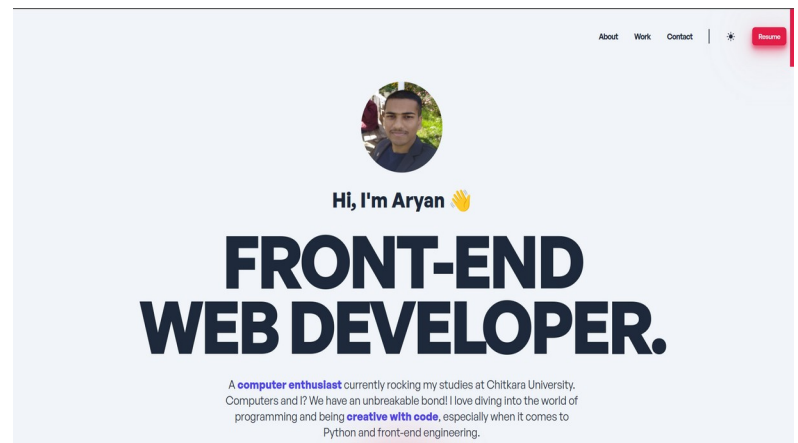 About Work Contact Resume
Hi, I'm Aryan 👋
FRONT-END
WEB DEVELOPER.
A computer enthusiast currently rocking my studies at Chitkara University.
Computers and I? We have an unbreakable bond! I love diving into the world of
programming and being creative with code, especially when it comes to
Python and front-end engineering.